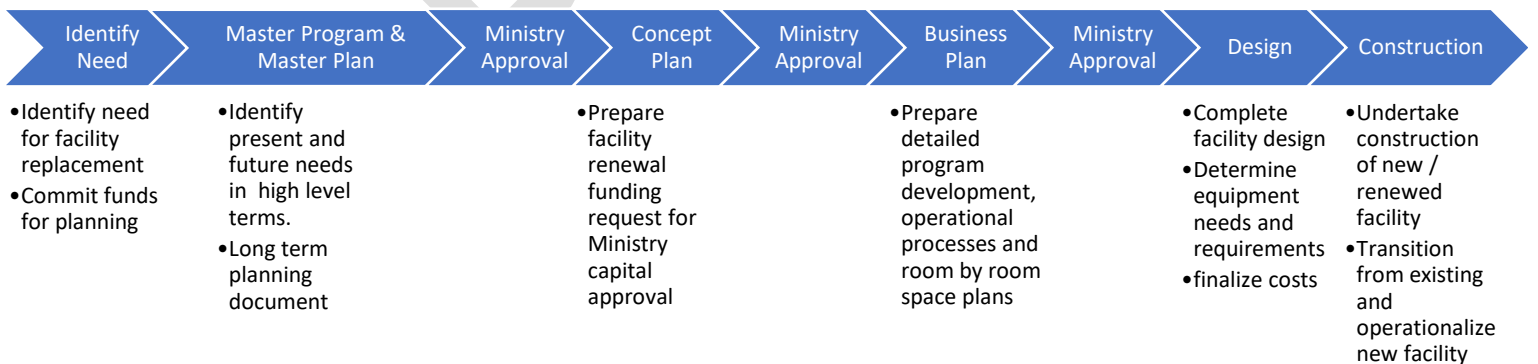 Identify
Need
Master Program &
Master Plan
Ministry
Approval
Concept
Plan
Ministry
Approval
Business
Plan
Ministry
Approval
Design
Construction
•Identify need
for facility
replacement
•Commit funds
for planning
•Identify
present and
future needs
in high level
terms.
•Long term
planning
document
•Prepare
facility
renewal
funding
request for
Ministry
capital
approval
•Prepare
detailed
program
development,
operational
processes and
room by room
space plans
•Complete
facility design
•Determine
equipment
needs and
requirements
•finalize costs
•Undertake
construction
of new /
renewed
facility
•Transition
from existing
and
operationalize
new facility